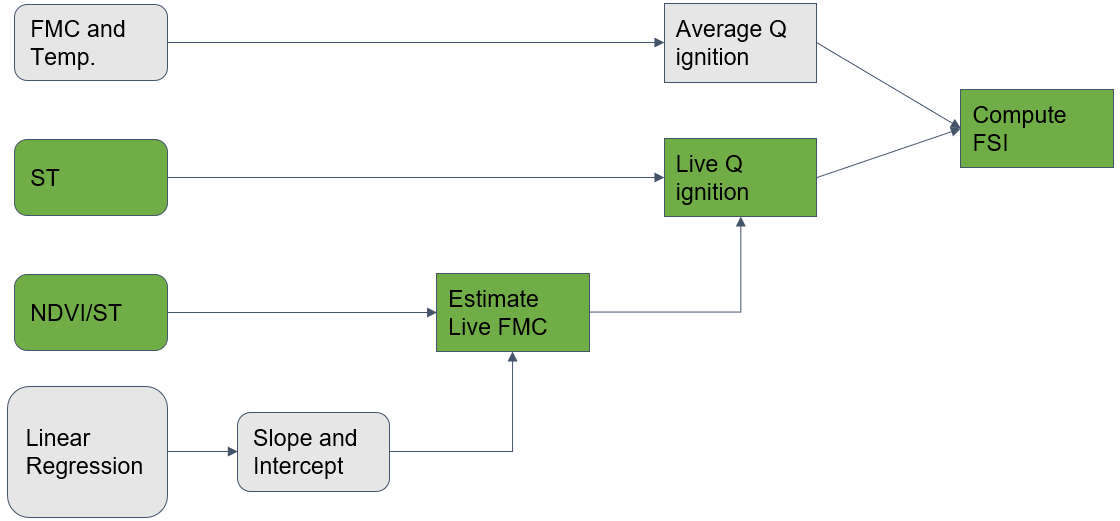 FMC and
Temp.
Average Q
ignition
Compute
FSI
ST
Live Q
ignition
NDVI/ST
Estimate
Live FMC
Linear
Regression
Slope and
Intercept